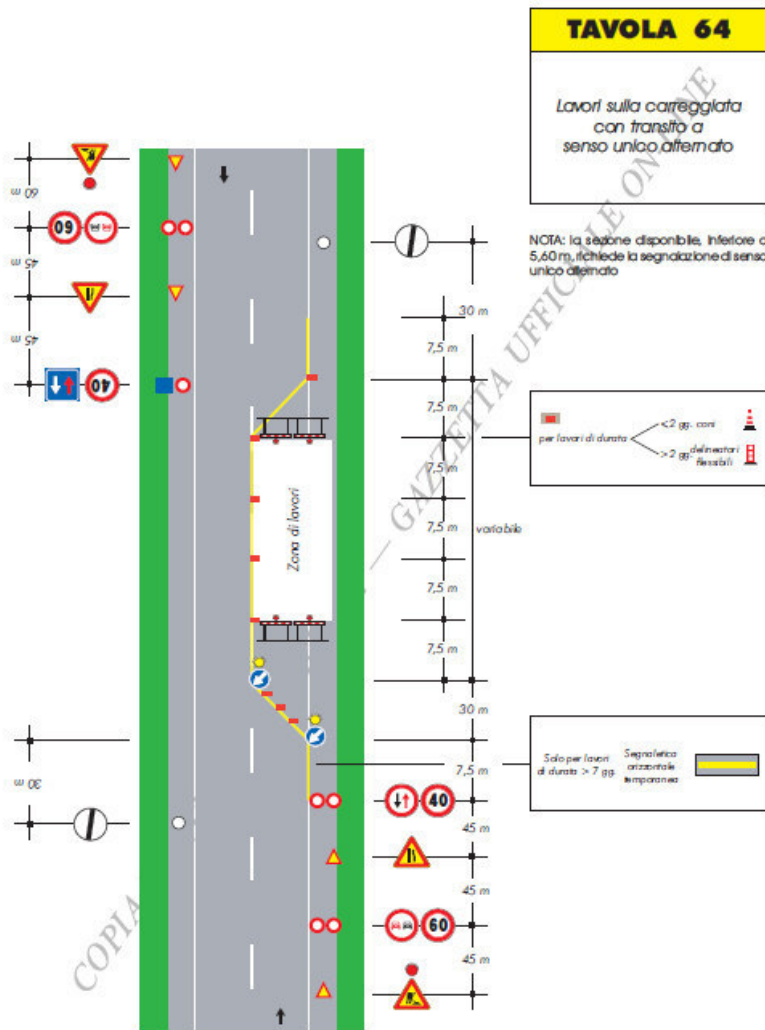 TAVOLA 64
Lavori sulla carreggiata
con transito a
senso unico alternato
NOTA: la sezione disponibile, inferiore a
5,60 m, richiede la segnalazione di senso
unico alternato
60 m
60
45 m
45 m
40
30 m
7,5 m
7,5 m
7,5 m
7,5 m
7,5 m
7,5 m
variabile
Zona di lavori
per lavori di durata
<2 gg. coni
>2 gg. delineatori
flessibili
30 m
7,5 m
Solo per lavori
di durata > 7 gg.
Segnaletica
orizzontale
temporanea
30 m
40
45 m
45 m
60
45 m
COPIA
— GAZZETTA UFFICIALE ON-LINE